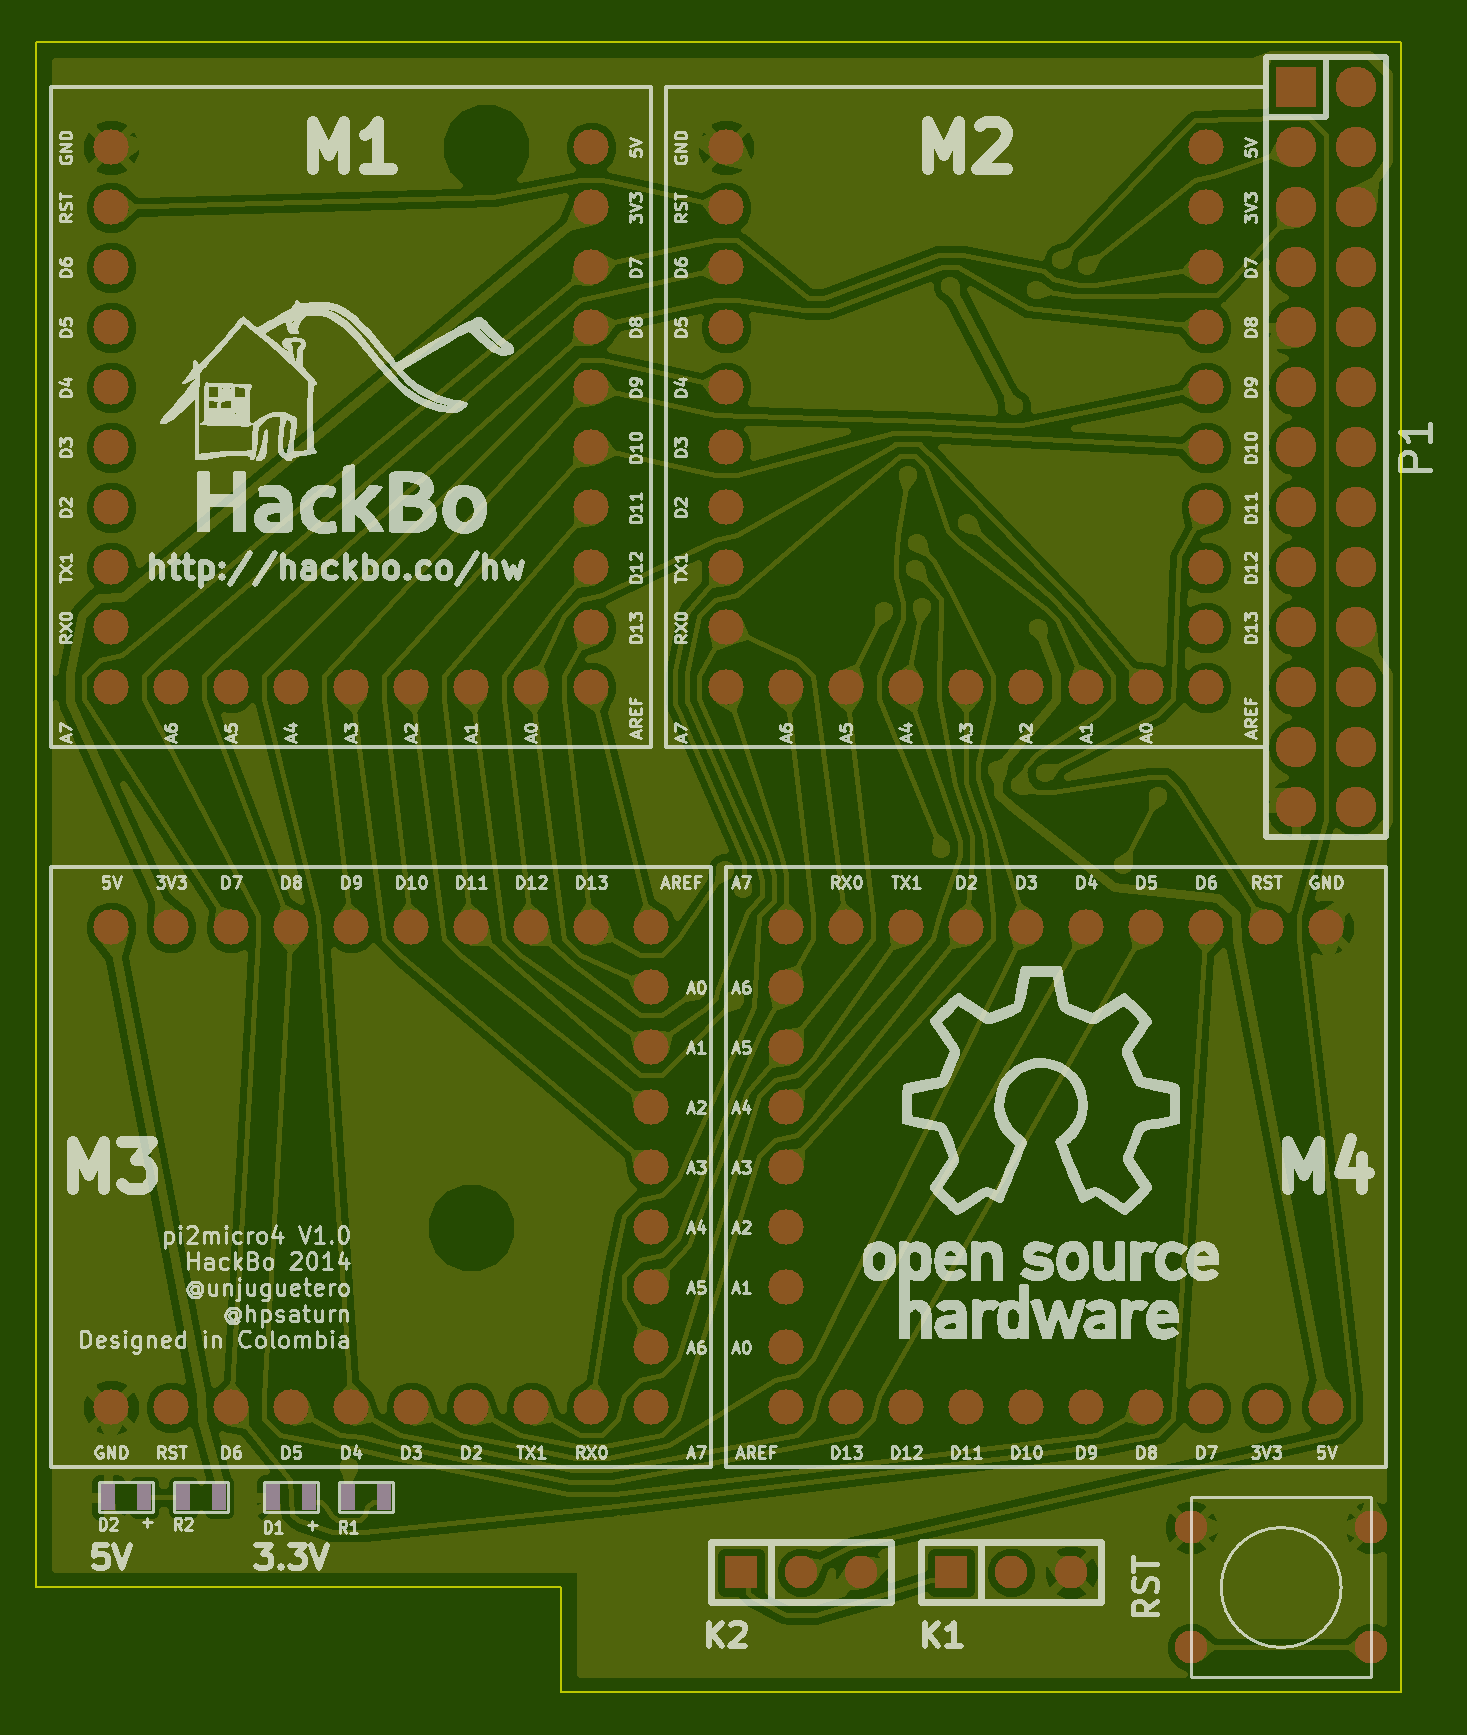 M1
M2
GND
RST
D6
D5
D4
D3
D2
TX1
RX0
5V
3V3
D7
D8
D9
D10
D11
D12
D13
GND
RST
D6
D5
D4
D3
D2
TX1
RX0
5V
3V3
D7
D8
D9
D10
D11
D12
D13
P1
HackBo
http://hackbo.co/hw
A7 A6 A5 A4 A3 A2 A1 A0 AREF
A7 A6 A5 A4 A3 A2 A1 A0 AREF
5V 3V3 D7 D8 D9 D10 D11 D12 D13 AREF
A7 RX0 TX1 D2 D3 D4 D5 D6 RST GND
A0
A1
A2
A3
A4
A5
A6
A6
A5
A4
A3
A2
A1
A0
M3
M4
pi2micro4 V1.0
HackBo 2014
@unjuguetero
@hpsaturn
Designed in Colombia
open source
hardware
GND RST D6 D5 D4 D3 D2 TX1 RX0 A7
AREF D13 D12 D11 D10 D9 D8 D7 3V3 5V
D2 + R2 D1 + R1
5V 3.3V
K2 K1 RST